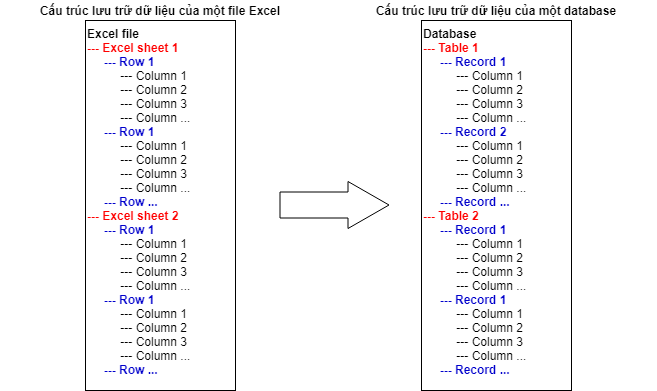 Cấu trúc lưu trữ dữ liệu của một file Excel
Excel file
--- Excel sheet 1
--- Row 1
--- Column 1
--- Column 2
--- Column 3
--- Column ...
--- Row 1
--- Column 1
--- Column 2
--- Column 3
--- Column ...
--- Row ...
--- Excel sheet 2
--- Row 1
--- Column 1
--- Column 2
--- Column 3
--- Column ...
--- Row 1
--- Column 1
--- Column 2
--- Column 3
--- Column ...
--- Row ...
Cấu trúc lưu trữ dữ liệu của một database
Database
--- Table 1
--- Record 1
--- Column 1
--- Column 2
--- Column 3
--- Column ...
--- Record 2
--- Column 1
--- Column 2
--- Column 3
--- Column ...
--- Record ...
--- Table 2
--- Record 1
--- Column 1
--- Column 2
--- Column 3
--- Column ...
--- Record 1
--- Column 1
--- Column 2
--- Column 3
--- Column ...
--- Record ...